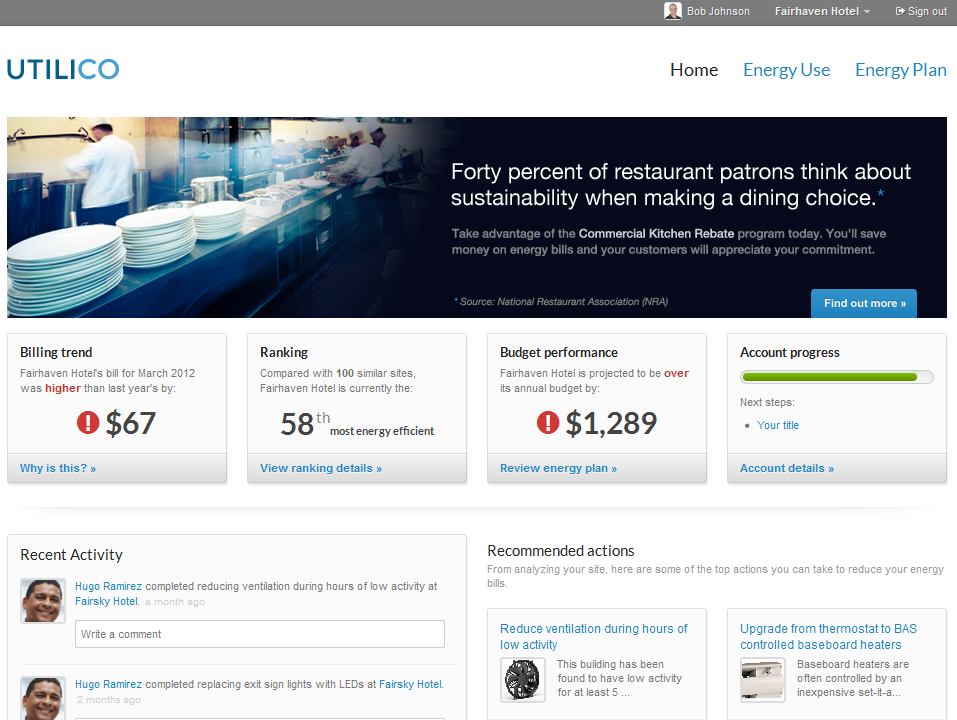 Bob Johnson Fairhaven Hotel Sign out
UTILICO
Home Energy Use Energy Plan
Forty percent of restaurant patrons think about
sustainability when making a dining choice.*
Take advantage of the Commercial Kitchen Rebate program today. You'll save
money on energy bills and your customers will appreciate your commitment.
* Source: National Restaurant Association (NRA)
Find out more »
Billing trend
Fairhaven Hotel's bill for March 2012
was higher than last year's by:
! $67
Why is this? »
Ranking
Compared with 100 similar sites,
Fairhaven Hotel is currently the:
58th most energy efficient
View ranking details »
Budget performance
Fairhaven Hotel is projected to be over
its annual budget by:
! $1,289
Review energy plan »
Account progress
Next steps:
• Your title
Account details »
Recent Activity
Hugo Ramirez completed reducing ventilation during hours of low activity at
Fairsky Hotel. a month ago
Write a comment
Hugo Ramirez completed replacing exit sign lights with LEDs at Fairsky Hotel.
2 months ago
Recommended actions
From analyzing your site, here are some of the top actions you can take to reduce your energy
bills.
Reduce ventilation during hours of
low activity
This building has been
found to have low activity
for at least 5 ...
Upgrade from thermostat to BAS
controlled baseboard heaters
Baseboard heaters are
often controlled by an
inexpensive set-it-a...